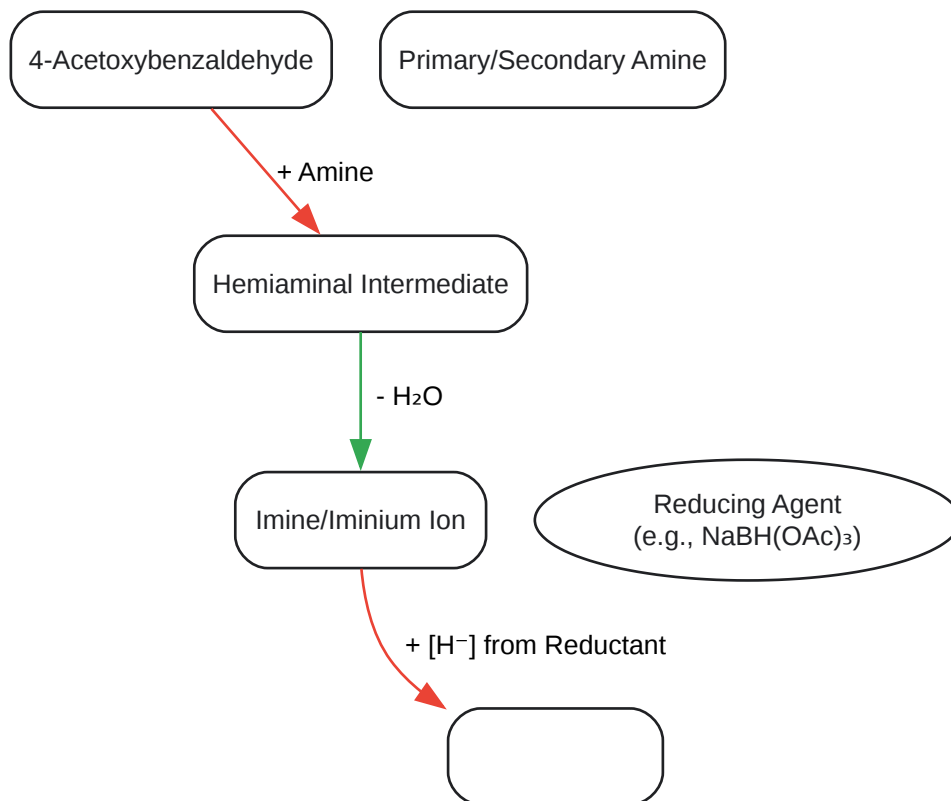 4-Acetoxybenzaldehyde
Primary/Secondary Amine
+ Amine
Hemiaminal Intermediate
- H₂O
Imine/Iminium Ion
Reducing Agent
(e.g., NaBH(OAc)₃)
+ [H⁻] from Reductant